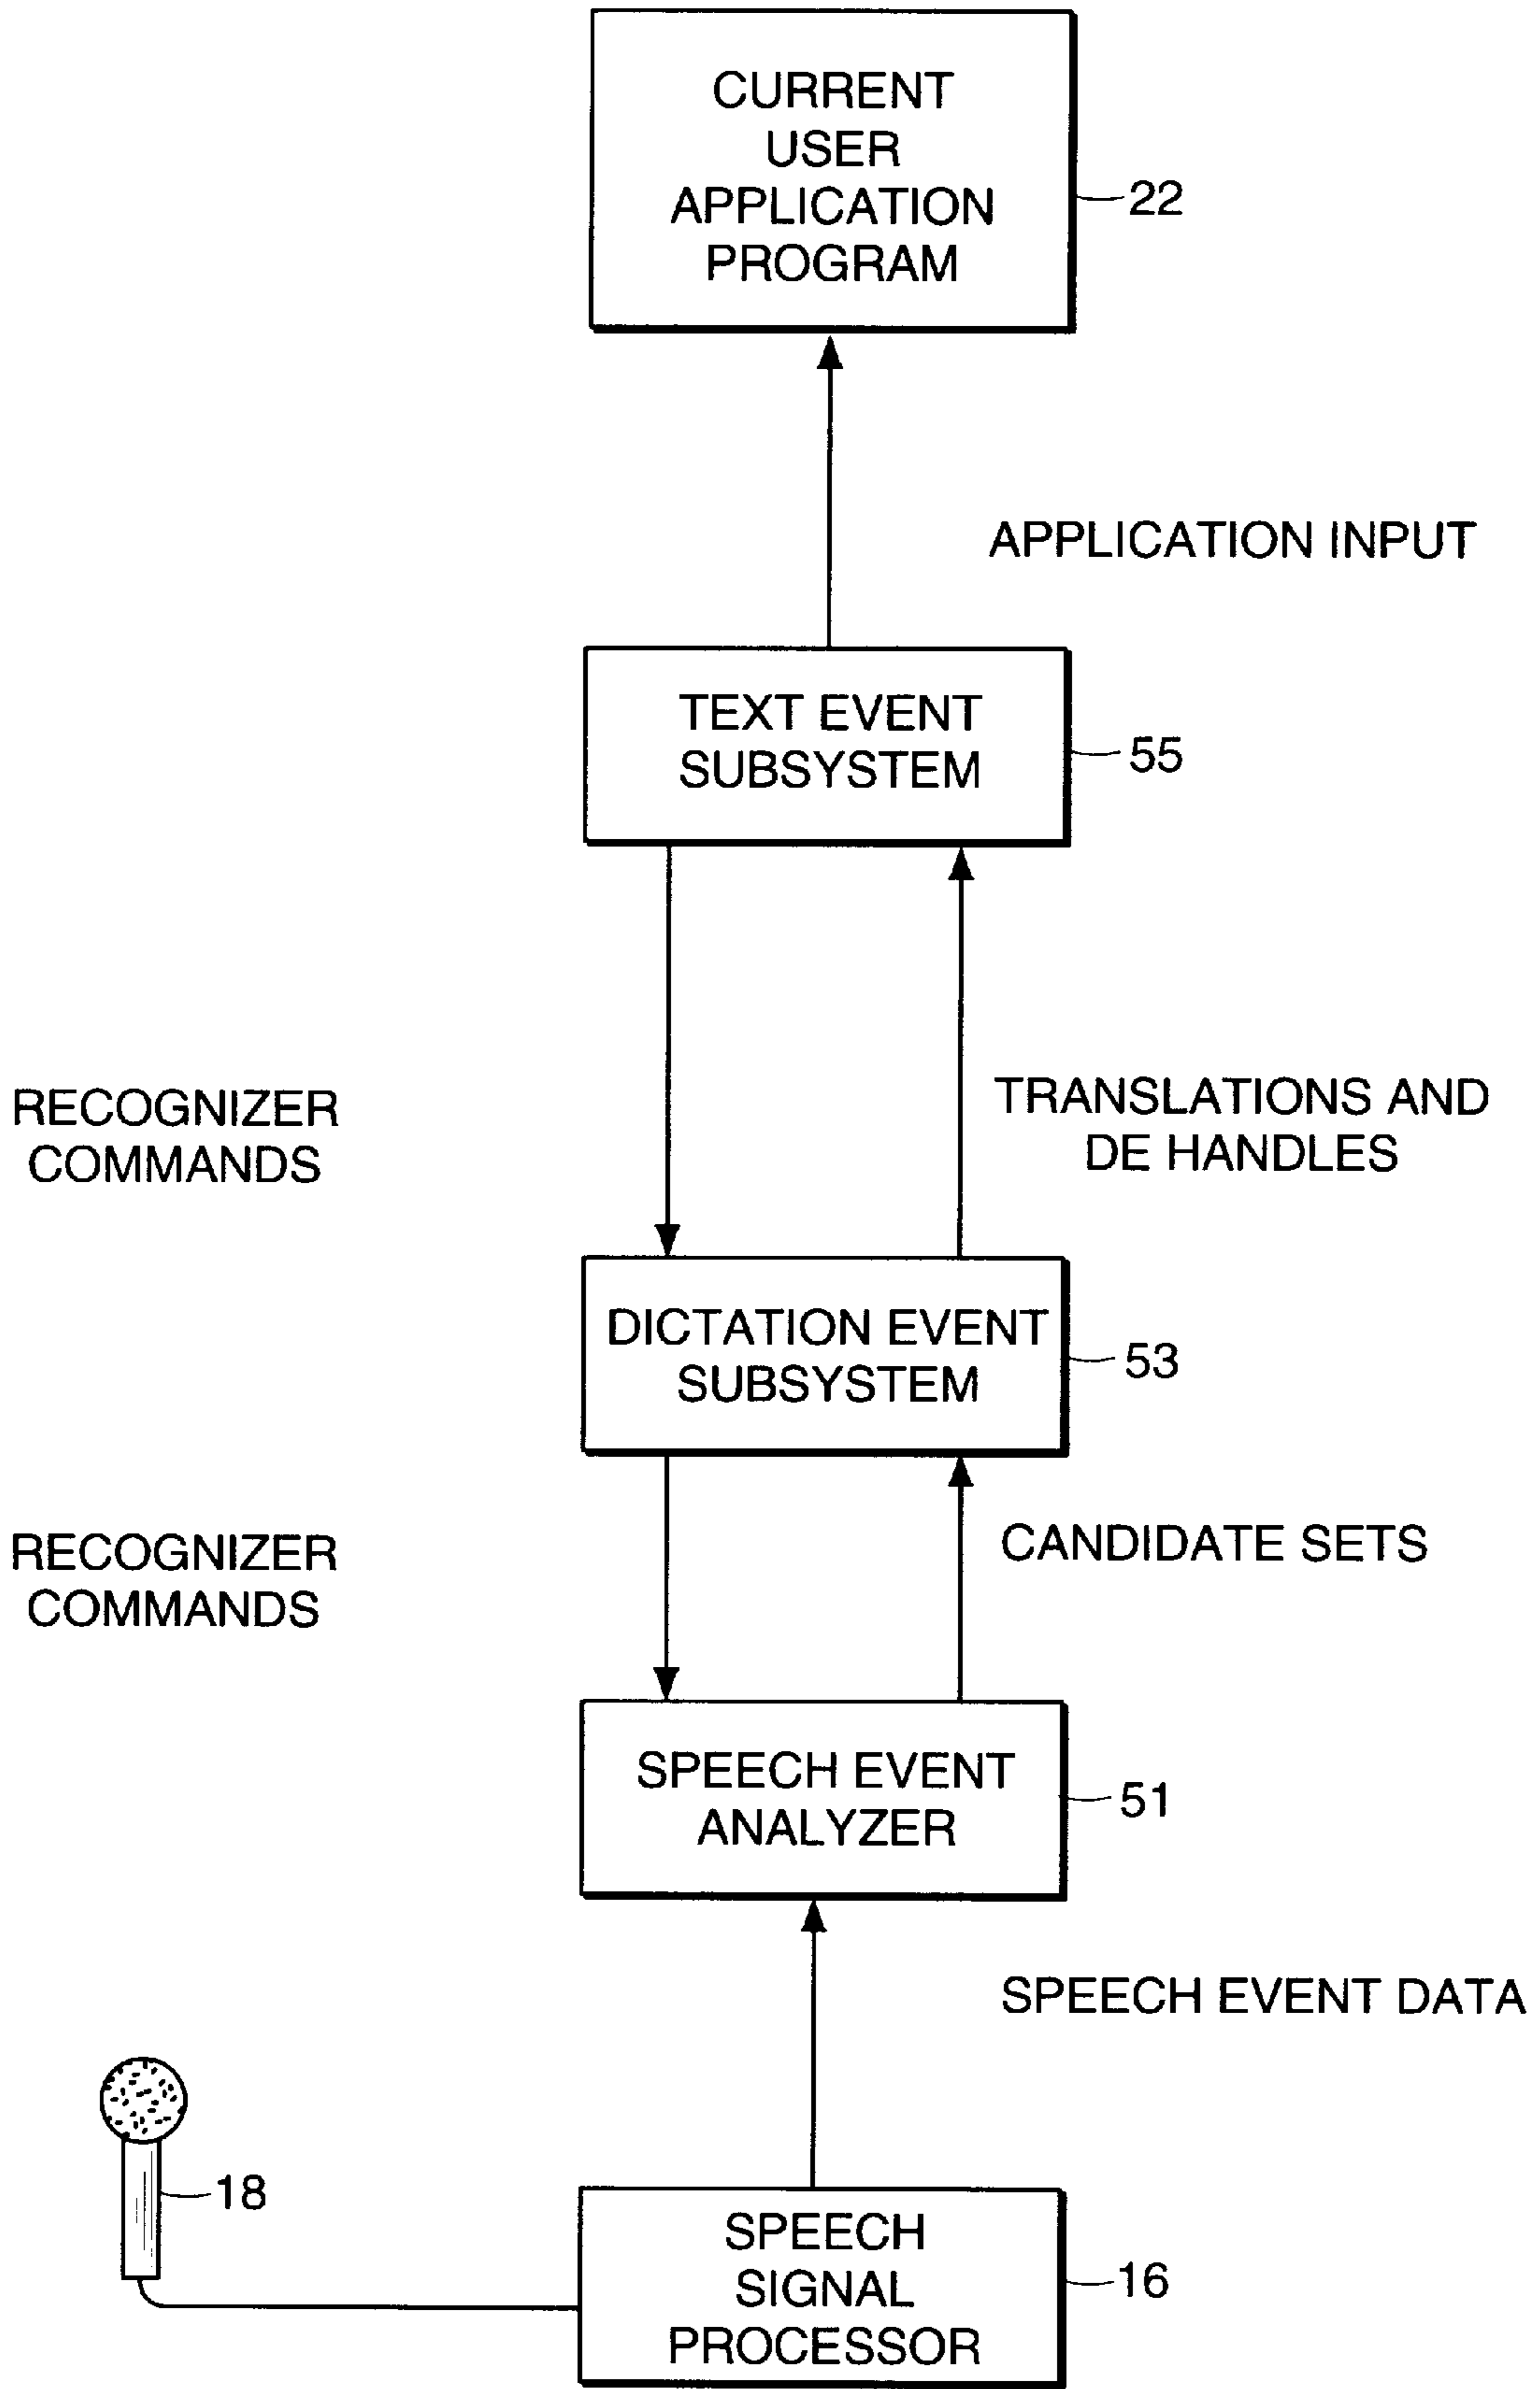 CURRENT
USER
APPLICATION
PROGRAM
22
APPLICATION INPUT
TEXT EVENT
SUBSYSTEM
55
RECOGNIZER
COMMANDS
TRANSLATIONS AND
DE HANDLES
DICTATION EVENT
SUBSYSTEM
53
RECOGNIZER
COMMANDS
CANDIDATE SETS
SPEECH EVENT
ANALYZER
51
SPEECH EVENT DATA
18
SPEECH
SIGNAL
PROCESSOR
16